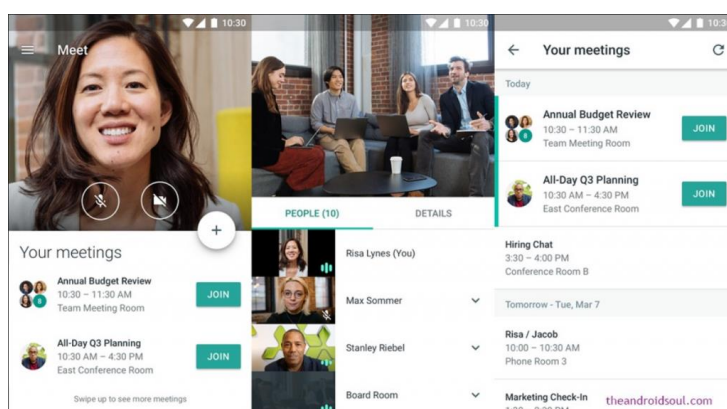 10:30
Meet
Your meetings
Annual Budget Review
10:30 – 11:30 AM
Team Meeting Room
JOIN
8
All-Day Q3 Planning
10:30 AM – 4:30 PM
East Conference Room
JOIN
Swipe up to see more meetings
10:30
PEOPLE (10)
DETAILS
Risa Lynes (You)
Max Sommer
Stanley Riebel
Board Room
10:30
Your meetings
Today
Annual Budget Review
10:30 – 11:30 AM
Team Meeting Room
JOIN
8
All-Day Q3 Planning
10:30 AM – 4:30 PM
East Conference Room
JOIN
Hiring Chat
3:30 – 4:00 PM
Conference Room B
Tomorrow - Tue, Mar 7
Risa / Jacob
10:00 – 10:30 AM
Phone Room 3
Marketing Check-In
theandroidsoul.com